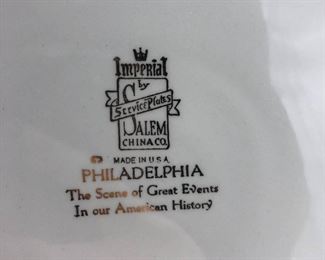 Imperial
by
Service Plates
SALEM
CHINA CO.
MADE IN U.S.A.
PHILADELPHIA
The Scene of Great Events
In our American History